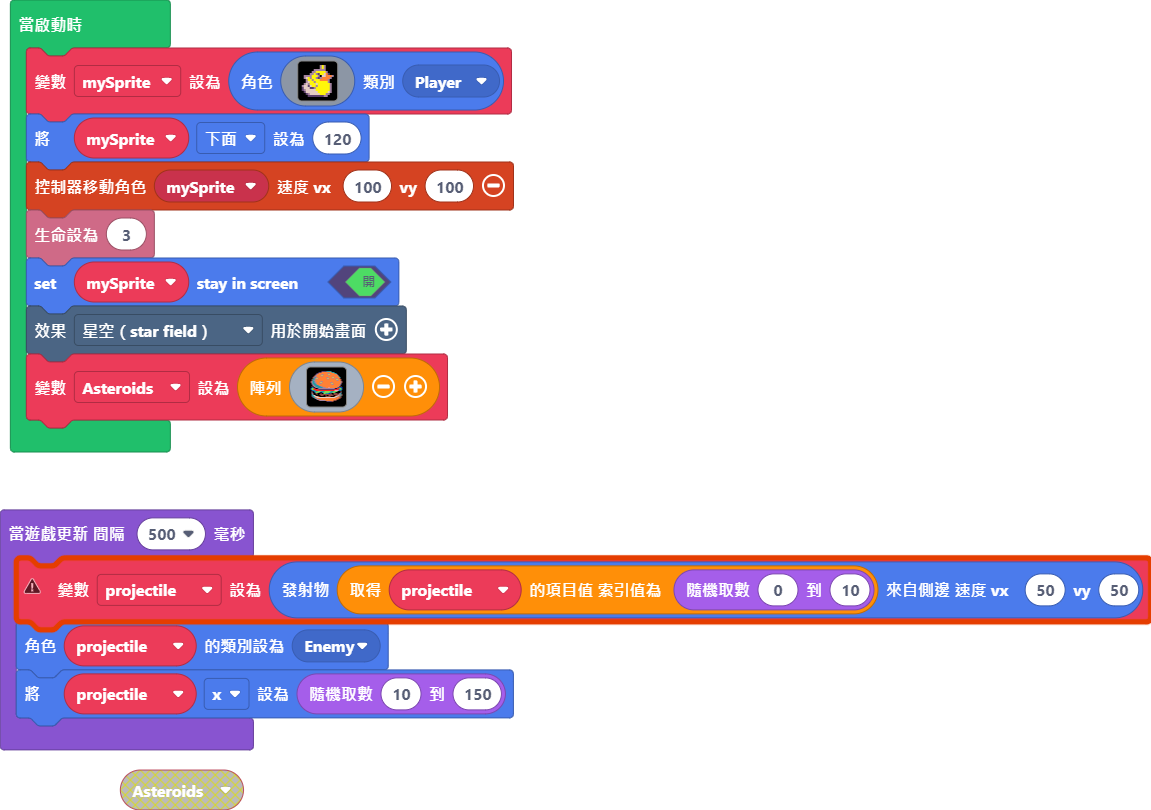 當啟動時
變數 mySprite 設為 角色 類別 Player
將 mySprite 下面 設為 120
控制器移動角色 mySprite 速度 vx 100 vy 100
生命設為 3
set mySprite stay in screen 開
效果 星空 ( star field ) 用於開始畫面
變數 Asteroids 設為 陣列
當遊戲更新 間隔 500 毫秒
變數 projectile 設為 發射物 取得 projectile 的項目值 索引值為 隨機取數 0 到 10 來自側邊 速度 vx 50 vy 50
角色 projectile 的類別設為 Enemy
將 projectile x 設為 隨機取數 10 到 150
Asteroids